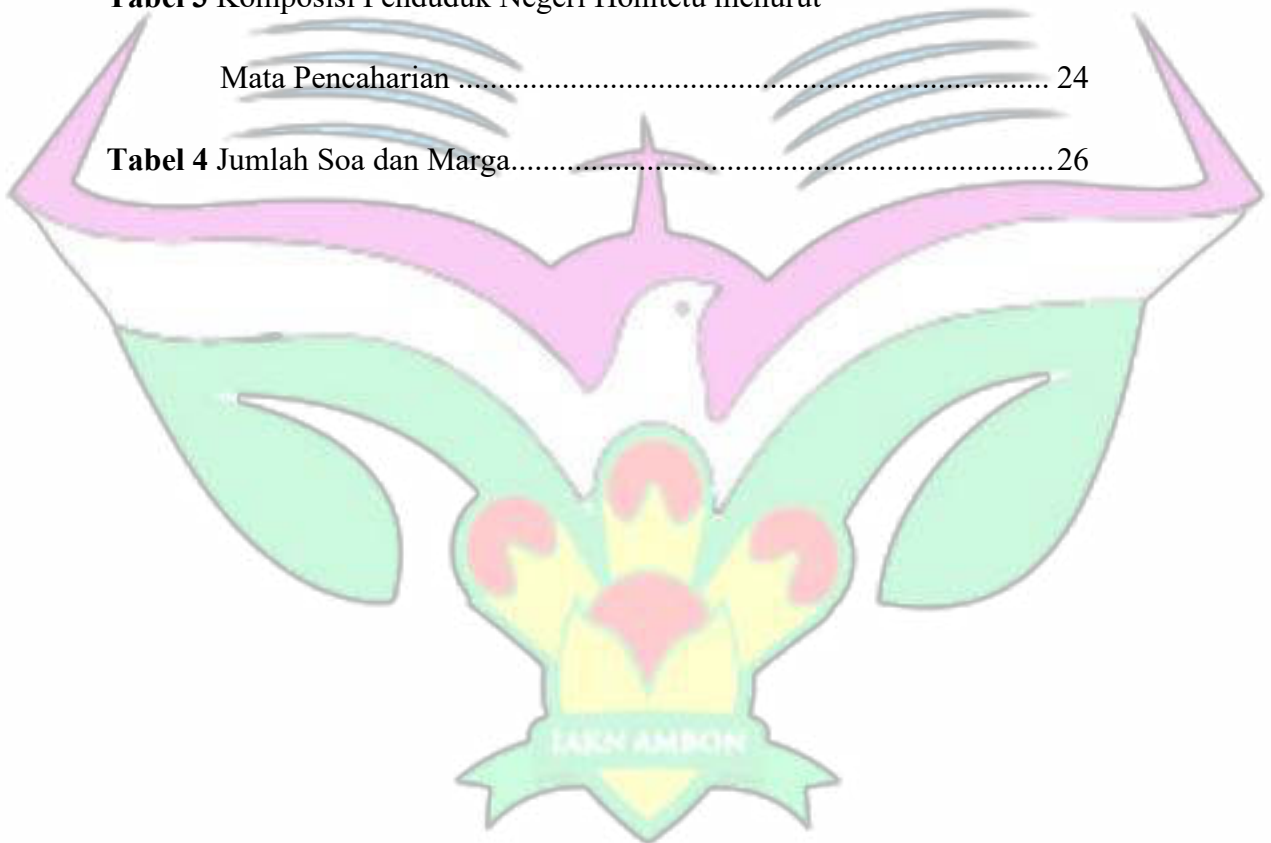 Tabel 3 Komposisi Penduduk Negeri Honitetu menurut
Mata Pencaharian .......................................................................... 24
Tabel 4 Jumlah Soa dan Marga....................................................................26
IAKN AMBON